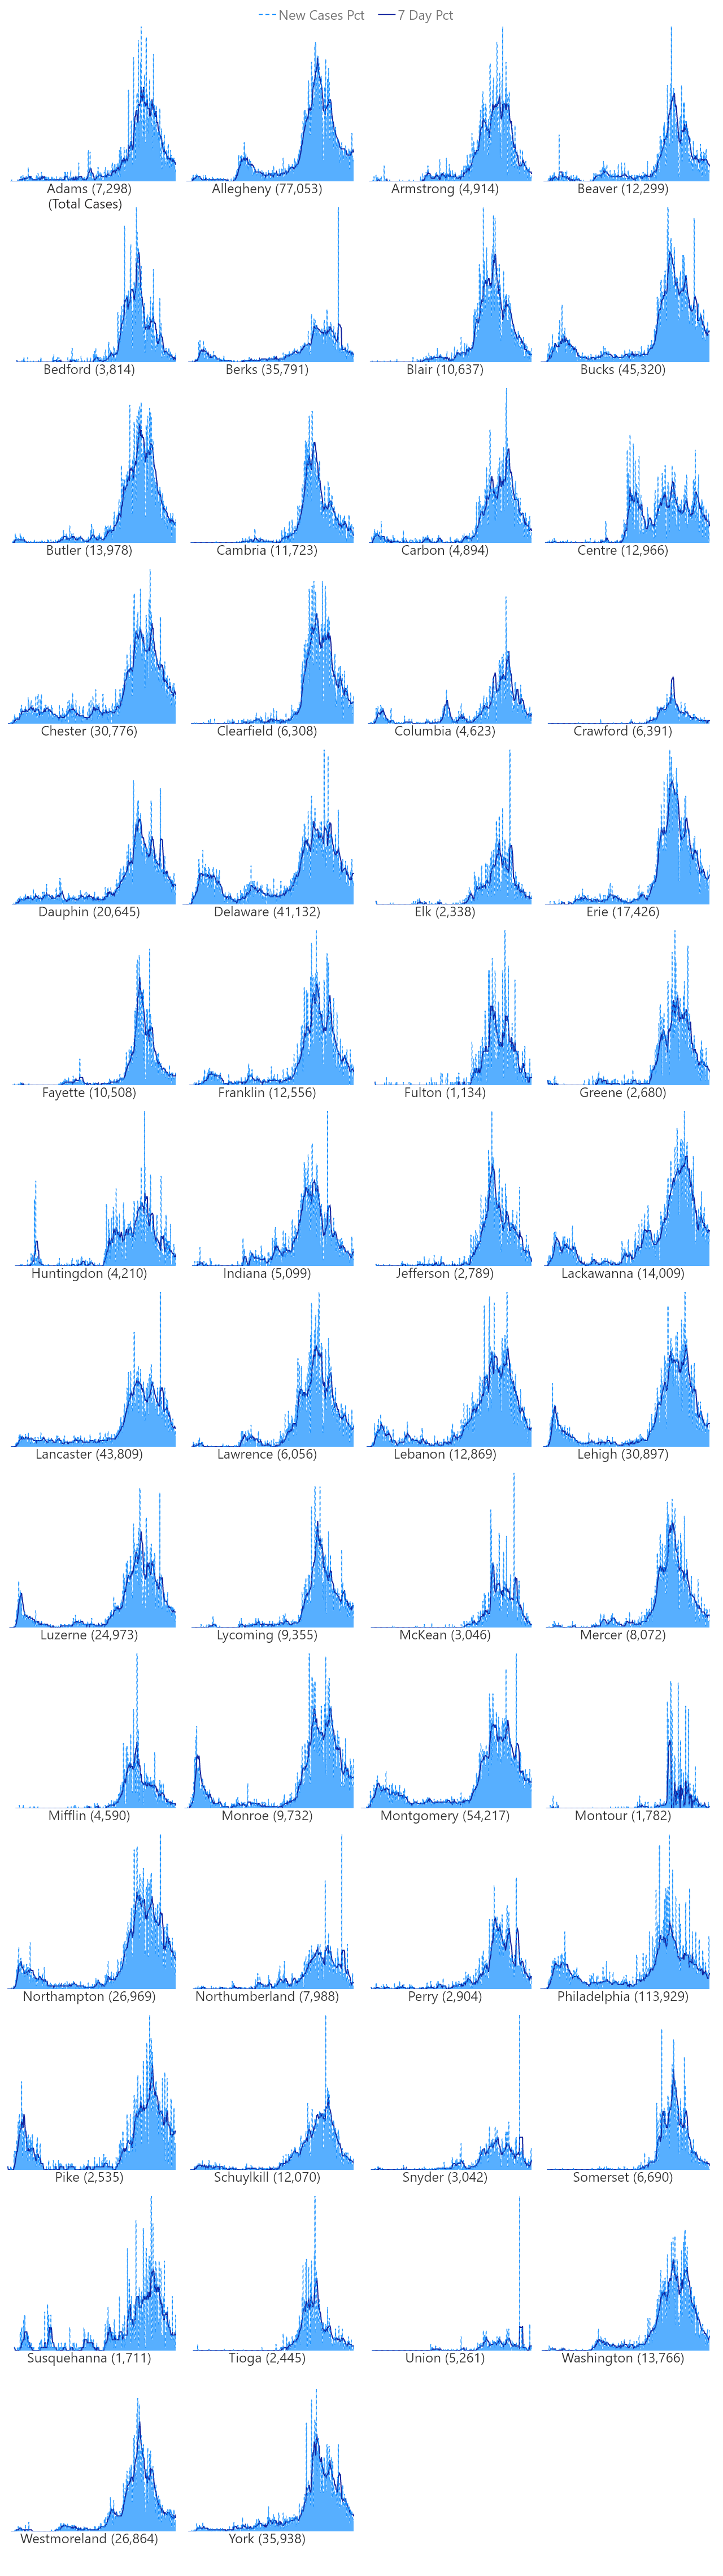 New Cases Pct 7 Day Pct
Adams (7,298) Allegheny (77,053) Armstrong (4,914) Beaver (12,299)
(Total Cases)
Bedford (3,814) Berks (35,791) Blair (10,637) Bucks (45,320)
Butler (13,978) Cambria (11,723) Carbon (4,894) Centre (12,966)
Chester (30,776) Clearfield (6,308) Columbia (4,623) Crawford (6,391)
Dauphin (20,645) Delaware (41,132) Elk (2,338) Erie (17,426)
Fayette (10,508) Franklin (12,556) Fulton (1,134) Greene (2,680)
Huntingdon (4,210) Indiana (5,099) Jefferson (2,789) Lackawanna (14,009)
Lancaster (43,809) Lawrence (6,056) Lebanon (12,869) Lehigh (30,897)
Luzerne (24,973) Lycoming (9,355) McKean (3,046) Mercer (8,072)
Mifflin (4,590) Monroe (9,732) Montgomery (54,217) Montour (1,782)
Northampton (26,969) Northumberland (7,988) Perry (2,904) Philadelphia (113,929)
Pike (2,535) Schuylkill (12,070) Snyder (3,042) Somerset (6,690)
Susquehanna (1,711) Tioga (2,445) Union (5,261) Washington (13,766)
Westmoreland (26,864) York (35,938)